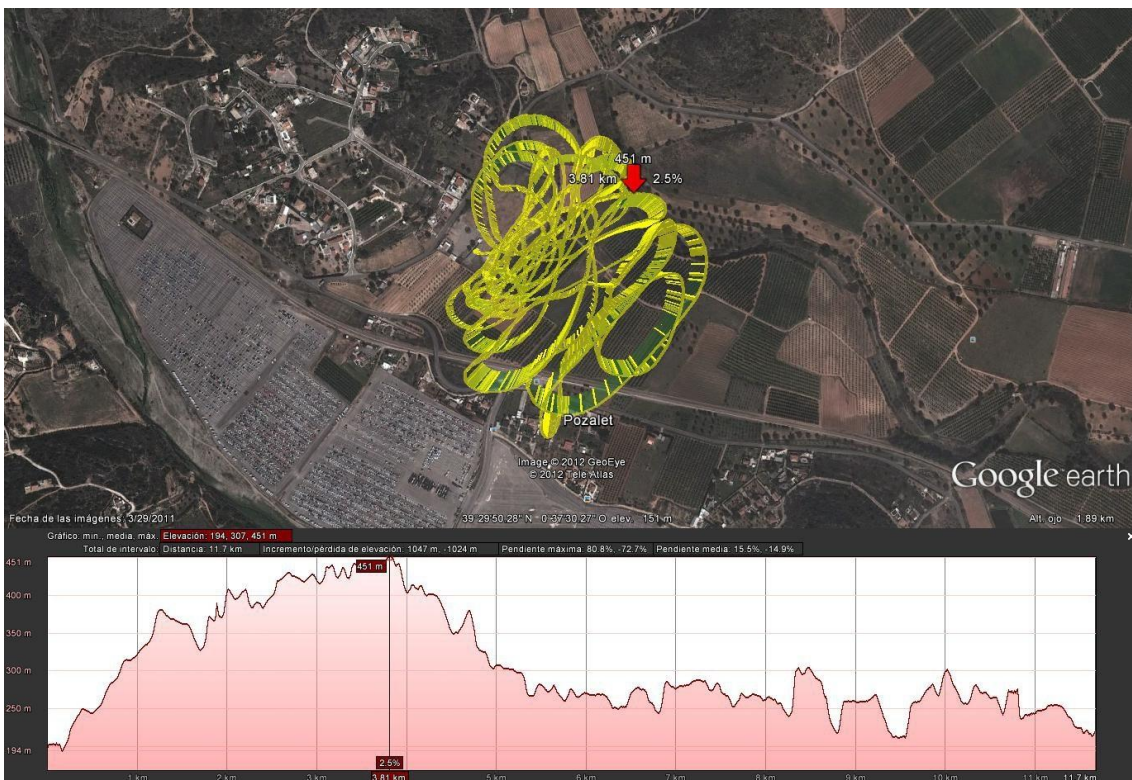 451 m
3.81 km 2.5%
Pozalet
Image © 2012 GeoEye
© 2012 Tele Atlas
Google earth
Fecha de las imágenes: 3/29/2011 39°29'50.28" N 0°37'30.27" O elev. 151 m Alt. ojo 1.89 km
Gráfico: mín., media, máx. Elevación: 194, 307, 451 m
Total de intervalo: Distancia: 11.7 km Incremento/pérdida de elevación: 1047 m, -1024 m Pendiente máxima: 80.8%, -72.7% Pendiente media: 15.5%, -14.9%
451 m
451 m
400 m
350 m
300 m
250 m
194 m
2.5%
1 km 2 km 3 km 3.81 km 5 km 6 km 7 km 8 km 9 km 10 km 11 km 11.7 km